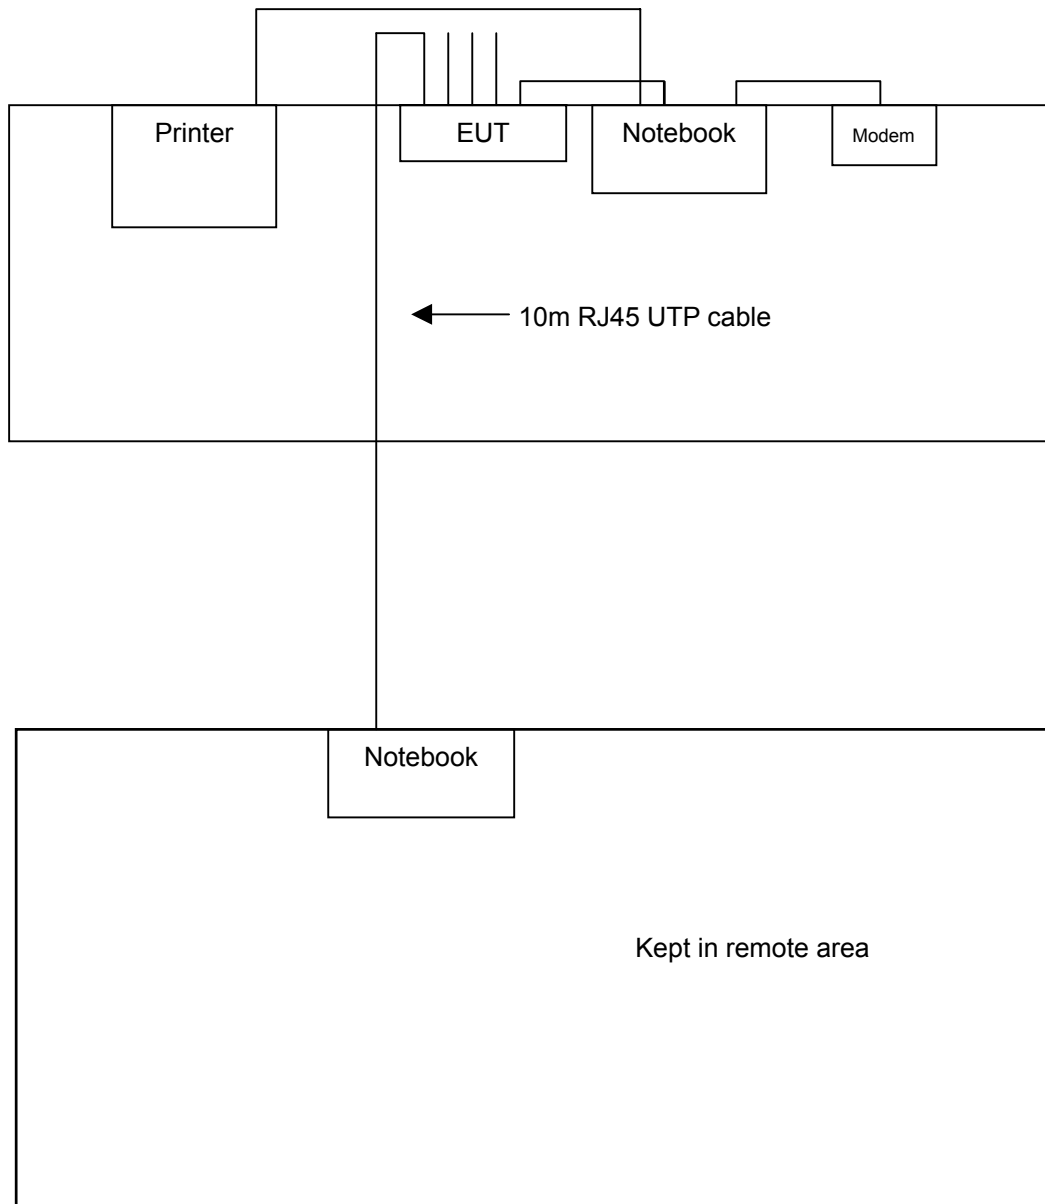 Printer
EUT
Notebook
Modem
10m RJ45 UTP cable
Notebook
Kept in remote area